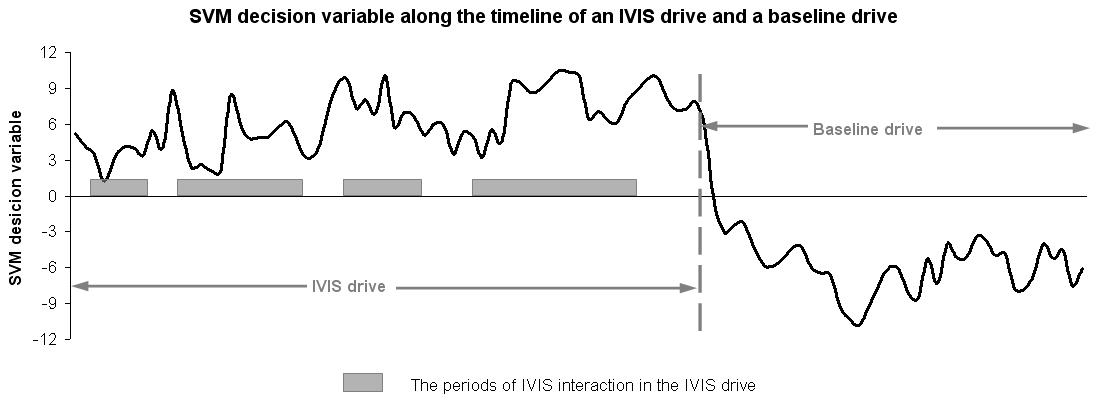 SVM decision variable along the timeline of an IVIS drive and a baseline drive
SVM desicion variable
12
9
6
3
0
-3
-6
-9
-12
Baseline drive
IVIS drive
The periods of IVIS interaction in the IVIS drive